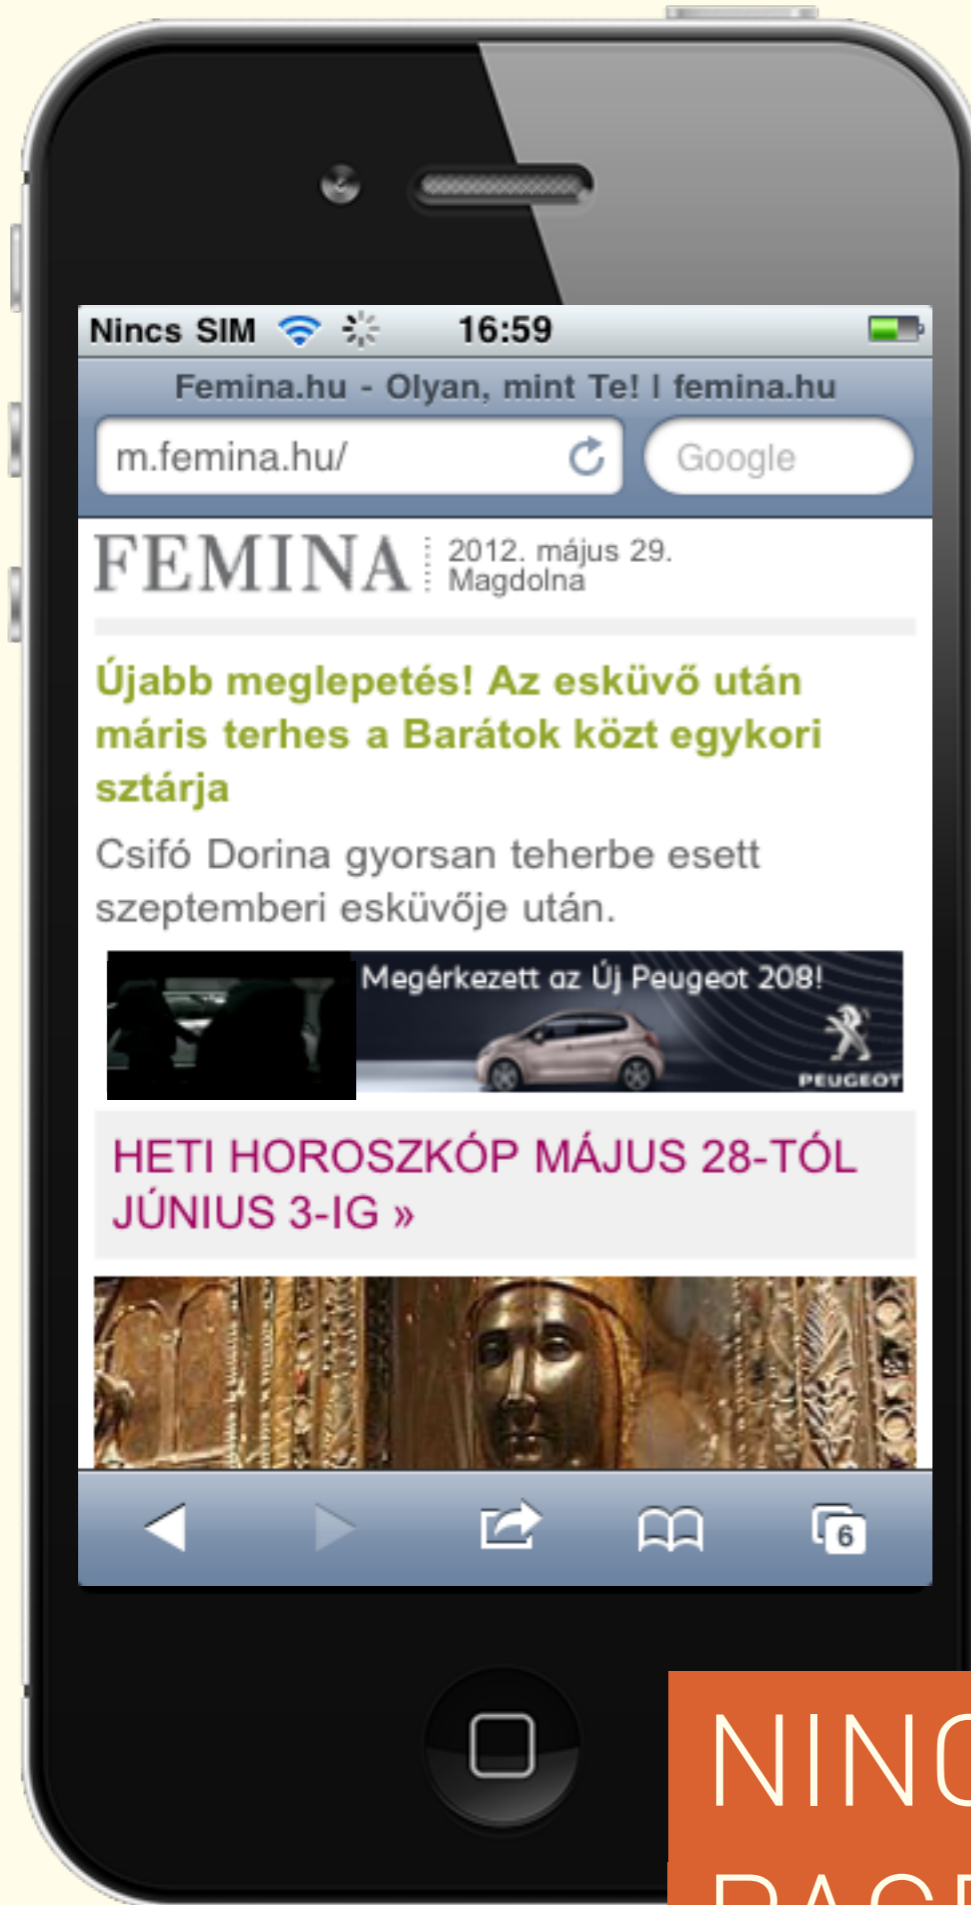 Nincs SIM 16:59
Femina.hu - Olyan, mint Te! | femina.hu
m.femina.hu/ Google
FEMINA 2012. május 29.
Magdolna
Újabb meglepetés! Az esküvő után
máris terhes a Barátok közt egykori
sztárja
Csifó Dorina gyorsan teherbe esett
szeptemberi esküvője után.
Megérkezett az Új Peugeot 208!
PEUGEOT
HETI HOROSZKÓP MÁJUS 28-TÓL
JÚNIUS 3-IG »
6